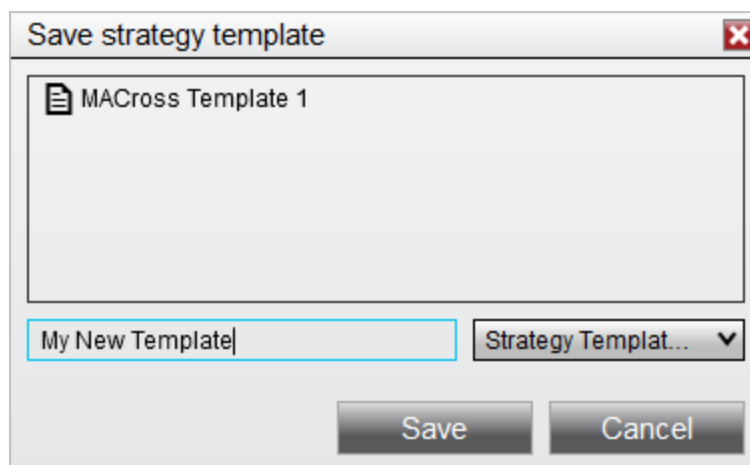 Save strategy template
MACross Template 1
My New Template
Strategy Templat...
Save
Cancel